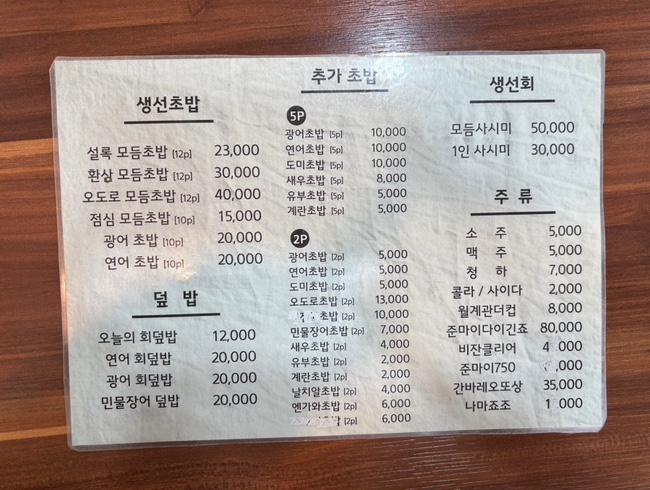 생선초밥
설록 모듬초밥 [12p] 23,000
환상 모듬초밥 [12p] 30,000
오도로 모듬초밥 [12p] 40,000
점심 모듬초밥 [10p] 15,000
광어 초밥 [10p] 20,000
연어 초밥 [10p] 20,000
덮 밥
오늘의 회덮밥 12,000
연어 회덮밥 20,000
광어 회덮밥 20,000
민물장어 덮밥 20,000
추가 초밥
5P
광어초밥 [5p] 10,000
연어초밥 [5p] 10,000
도미초밥 [5p] 10,000
새우초밥 [5p] 8,000
유부초밥 [5p] 5,000
계란초밥 [5p] 5,000
2P
광어초밥 [2p] 5,000
연어초밥 [2p] 5,000
도미초밥 [2p] 5,000
오도로초밥 [2p] 13,000
초밥 [2p] 10,000
민물장어초밥 [2p] 7,000
새우초밥 [2p] 4,000
유부초밥 [2p] 2,000
계란초밥 [2p] 2,000
날치알초밥 [2p] 4,000
엔가와초밥 [2p] 6,000
초밥 [2p] 6,000
생선회
모듬사시미 50,000
1인 사시미 30,000
주 류
소 주 5,000
맥 주 5,000
청 하 7,000
콜라 / 사이다 2,000
월계관더컵 8,000
준마이다이긴죠 80,000
비잔클리어
준마이750
간바레오또상 35,000
나마죠조